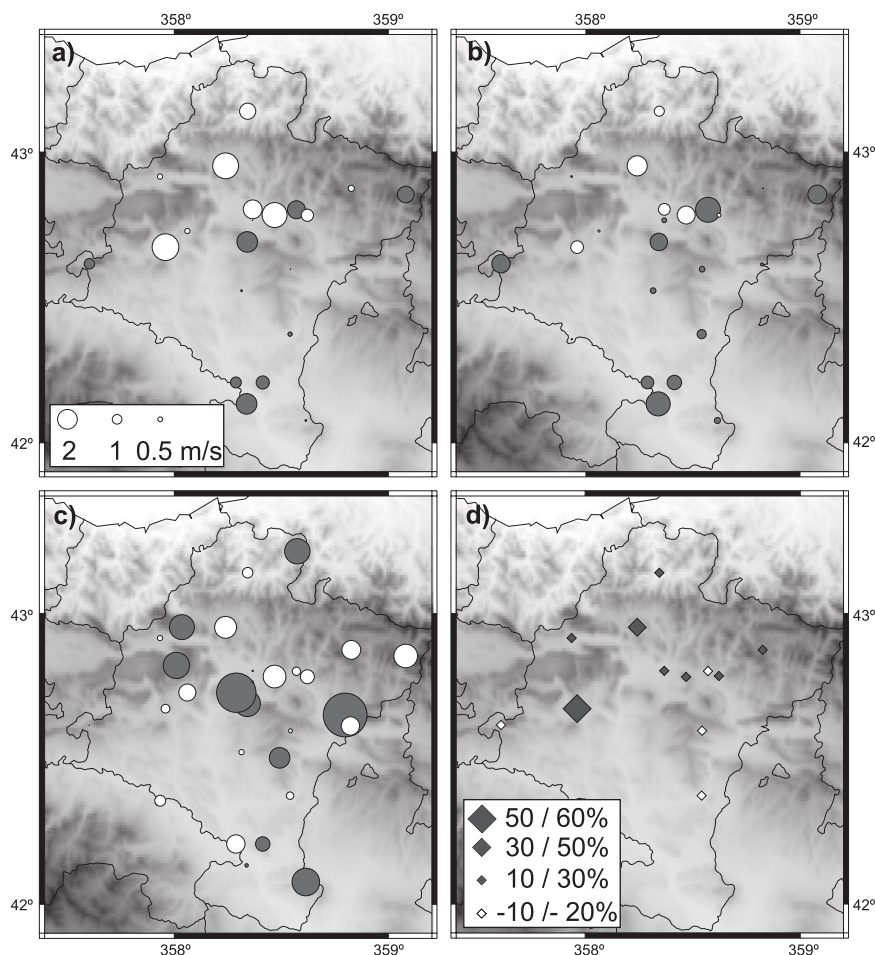 358º 359º 358º 359º
a) b)
43º 43º
2 1 0.5 m/s
42º 42º
c) d)
43º 43º
50 / 60%
30 / 50%
10 / 30%
-10 /- 20%
42º 42º
358º 359º 358º 359º